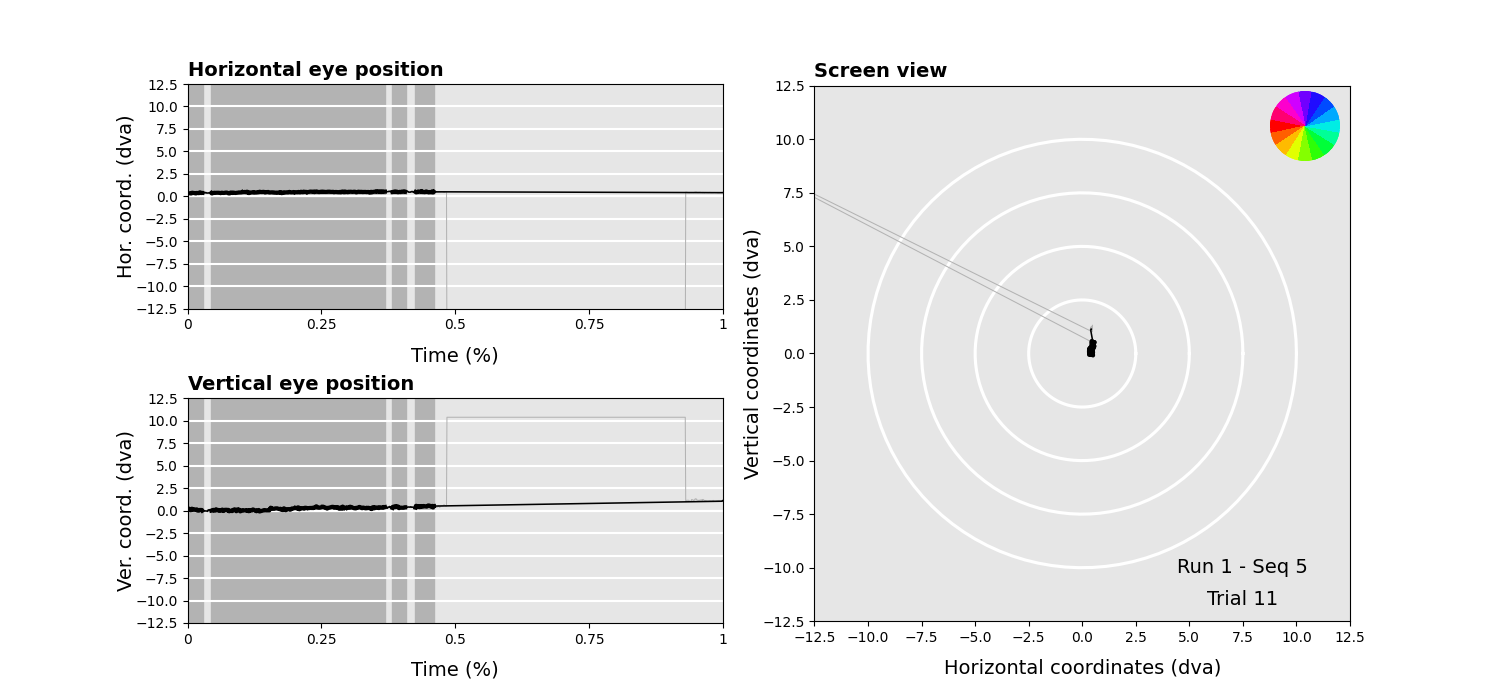 Horizontal eye position
12.5
10.0
7.5
5.0
2.5
0.0
−2.5
−5.0
−7.5
−10.0
−12.5
Hor. coord. (dva)
0 0.25 0.5 0.75 1
Time (%)
Vertical eye position
12.5
10.0
7.5
5.0
2.5
0.0
−2.5
−5.0
−7.5
−10.0
−12.5
Ver. coord. (dva)
0 0.25 0.5 0.75 1
Time (%)
Screen view
12.5
10.0
7.5
5.0
2.5
0.0
−2.5
−5.0
−7.5
−10.0
−12.5
Vertical coordinates (dva)
Run 1 - Seq 5
Trial 11
−12.5 −10.0 −7.5 −5.0 −2.5 0.0 2.5 5.0 7.5 10.0 12.5
Horizontal coordinates (dva)